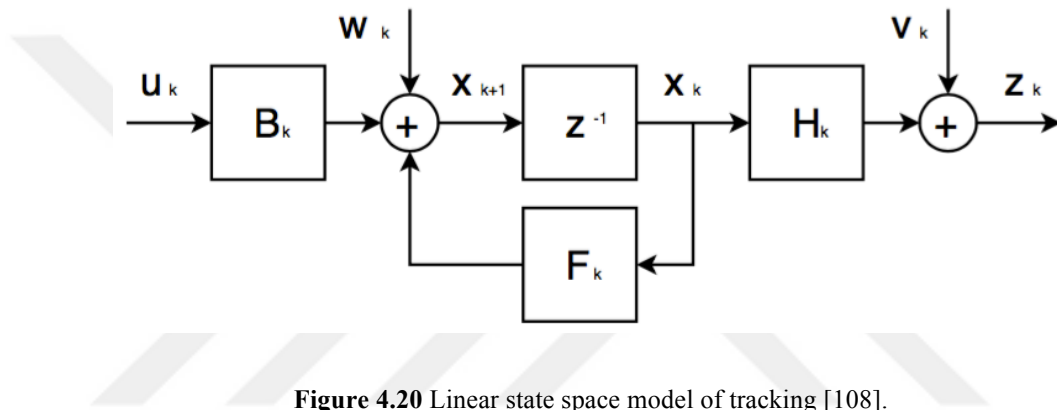 w k
v k
u k
x k+1
x k
z k
B k
+
z -1
H k
+
F k
Figure 4.20 Linear state space model of tracking [108].